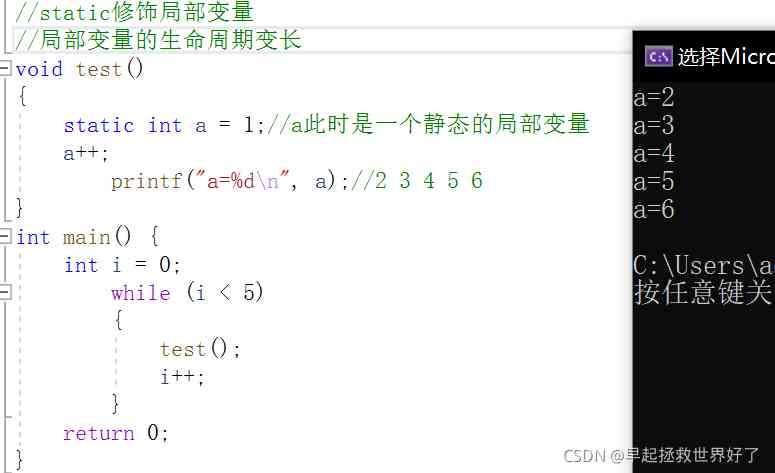 //static修饰局部变量
//局部变量的生命周期变长
void test()
{
static int a = 1;//a此时是一个静态的局部变量
a++;
printf("a=%d\n", a);//2 3 4 5 6
}
int main() {
int i = 0;
while (i < 5)
{
test();
i++;
}
return 0;
}
选择Micro
a=2
a=3
a=4
a=5
a=6
C:\Users\a
按任意键关
CSDN @早起拯救世界好了